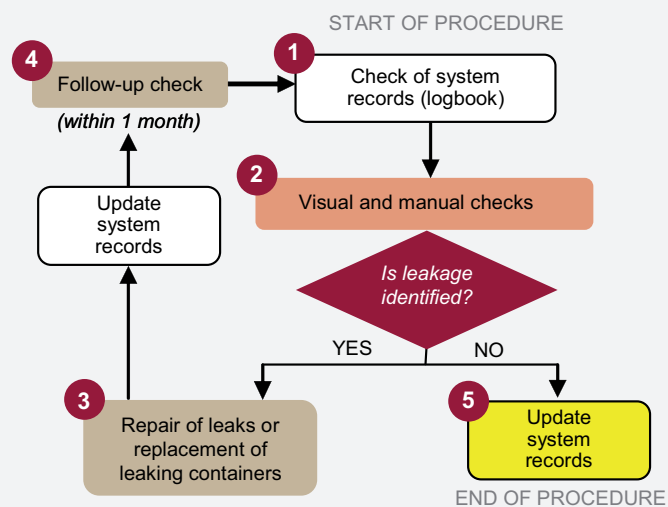 START OF PROCEDURE
1
Check of system
records (logbook)
2
Visual and manual checks
Is leakage
identified?
YES
NO
3
Repair of leaks or
replacement of
leaking containers
Update
system
records
4
Follow-up check
(within 1 month)
5
Update
system
records
END OF PROCEDURE